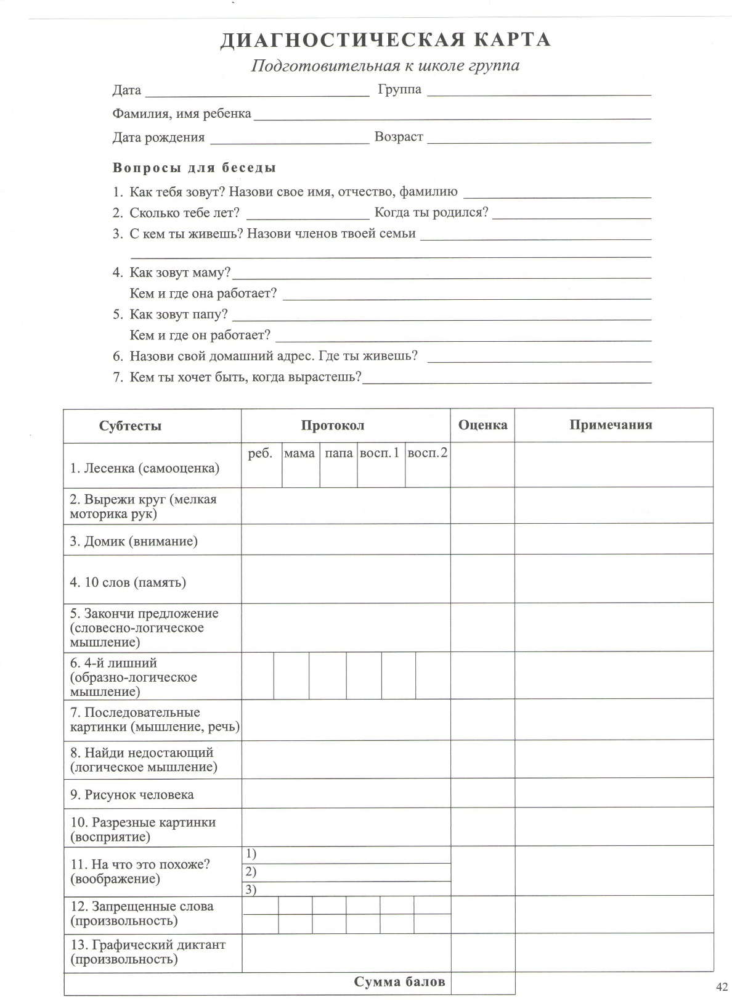 ДИАГНОСТИЧЕСКАЯ КАРТА
Подготовительная к школе группа
Дата Группа
Фамилия, имя ребенка
Дата рождения Возраст
Вопросы для беседы
1. Как тебя зовут? Назови свое имя, отчество, фамилию
2. Сколько тебе лет? Когда ты родился?
3. С кем ты живешь? Назови членов твоей семьи
4. Как зовут маму?
Кем и где она работает?
5. Как зовут папу?
Кем и где он работает?
6. Назови свой домашний адрес. Где ты живешь?
7. Кем ты хочет быть, когда вырастешь?
Субтесты Протокол Оценка Примечания
1. Лесенка (самооценка) реб. мама папа восп. 1 восп. 2
2. Вырежи круг (мелкая
моторика рук)
3. Домик (внимание)
4. 10 слов (память)
5. Закончи предложение
(словесно-логическое
мышление)
6. 4-й лишний
(образно-логическое
мышление)
7. Последовательные
картинки (мышление, речь)
8. Найди недостающий
(логическое мышление)
9. Рисунок человека
10. Разрезные картинки
(восприятие)
11. На что это похоже?
(воображение)
1)
2)
3)
12. Запрещенные слова
(произвольность)
13. Графический диктант
(произвольность)
Сумма балов
42